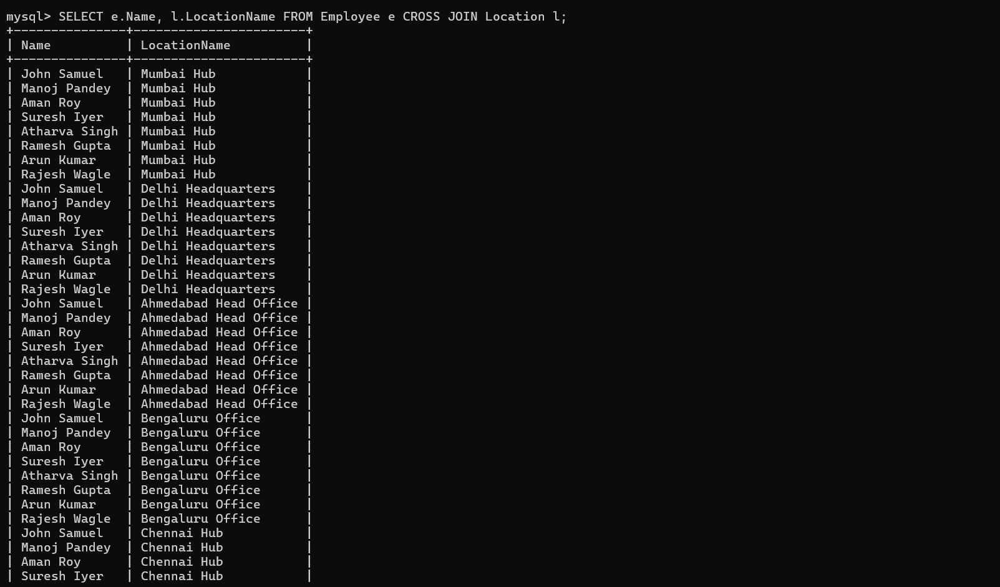 mysql> SELECT e.Name, l.LocationName FROM Employee e CROSS JOIN Location l;
+---------------+-----------------------+
| Name          | LocationName          |
+---------------+-----------------------+
| John Samuel   | Mumbai Hub            |
| Manoj Pandey  | Mumbai Hub            |
| Aman Roy      | Mumbai Hub            |
| Suresh Iyer   | Mumbai Hub            |
| Atharva Singh | Mumbai Hub            |
| Ramesh Gupta  | Mumbai Hub            |
| Arun Kumar    | Mumbai Hub            |
| Rajesh Wagle  | Mumbai Hub            |
| John Samuel   | Delhi Headquarters    |
| Manoj Pandey  | Delhi Headquarters    |
| Aman Roy      | Delhi Headquarters    |
| Suresh Iyer   | Delhi Headquarters    |
| Atharva Singh | Delhi Headquarters    |
| Ramesh Gupta  | Delhi Headquarters    |
| Arun Kumar    | Delhi Headquarters    |
| Rajesh Wagle  | Delhi Headquarters    |
| John Samuel   | Ahmedabad Head Office |
| Manoj Pandey  | Ahmedabad Head Office |
| Aman Roy      | Ahmedabad Head Office |
| Suresh Iyer   | Ahmedabad Head Office |
| Atharva Singh | Ahmedabad Head Office |
| Ramesh Gupta  | Ahmedabad Head Office |
| Arun Kumar    | Ahmedabad Head Office |
| Rajesh Wagle  | Ahmedabad Head Office |
| John Samuel   | Bengaluru Office      |
| Manoj Pandey  | Bengaluru Office      |
| Aman Roy      | Bengaluru Office      |
| Suresh Iyer   | Bengaluru Office      |
| Atharva Singh | Bengaluru Office      |
| Ramesh Gupta  | Bengaluru Office      |
| Arun Kumar    | Bengaluru Office      |
| Rajesh Wagle  | Bengaluru Office      |
| John Samuel   | Chennai Hub           |
| Manoj Pandey  | Chennai Hub           |
| Aman Roy      | Chennai Hub           |
| Suresh Iyer   | Chennai Hub           |